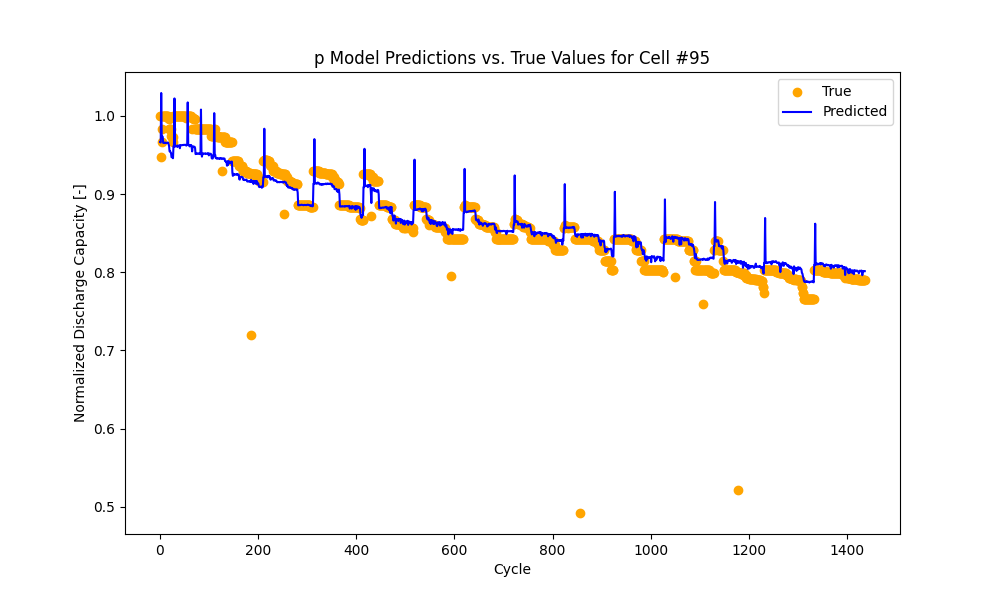 p Model Predictions vs. True Values for Cell #95
True
Predicted
1.0
0.9
0.8
0.7
0.6
0.5
Normalized Discharge Capacity [-]
0 200 400 600 800 1000 1200 1400
Cycle